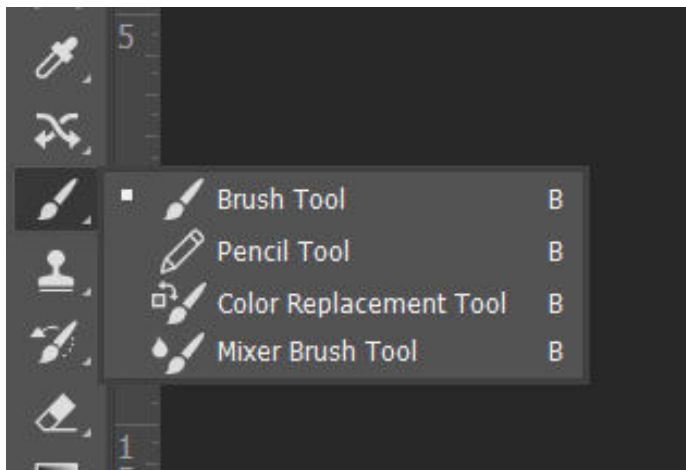 5
Brush Tool B
Pencil Tool B
Color Replacement Tool B
Mixer Brush Tool B
1